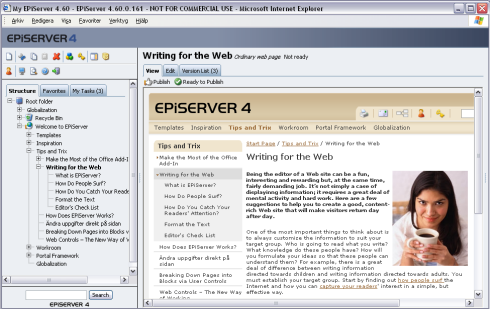 My EPiServer 4.60 - EPiServer 4.60.0.161 - NOT FOR COMMERCIAL USE - Microsoft Internet Explorer
Arkiv Redigera Visa Favoriter Verktyg Hjälp
EPiSERVER 4
Structure Favorites My Tasks (3)
Root folder
Globalization
Recycle Bin
Welcome to EPiServer
Templates
Inspiration
Tips and Trix
Make the Most of the Office Add-I
Writing for the Web
What is EPiServer?
How Do People Surf?
How Do You Catch Your Reade
Format the Text
Editor's Check List
How Does EPiServer Works?
Ändra uppgifter direkt på sidan
Breaking Down Pages into Blocks v
Web Controls - The New Way of V
Workroom
Portal Framework
Globalization
Search
EPiSERVER 4
Writing for the Web Ordinary web page Not ready
View Edit Version List (3)
Publish Ready to Publish
EPiSERVER 4
Templates Inspiration Tips and Trix Workroom Portal Framework Globalization
Tips and Trix
Make the Most of the Office
Add-In
Writing for the Web
What is EPiServer?
How Do People Surf?
How Do You Catch Your
Readers' Attention?
Format the Text
Editor's Check List
How Does EPiServer Works?
Ändra uppgifter direkt på
sidan
Breaking Down Pages into
Blocks via User Controls
Web Controls - The New Way
of Working
Start Page / Tips and Trix / Writing for the Web
Writing for the Web
Being the editor of a Web site can be a fun,
interesting and rewarding but, at the same time,
fairly demanding job. It's not simply a case of
displaying information; it requires a great deal of
mental activity and hard work. Here are a few
suggestions to help you to create a good, content-
rich Web site that will make visitors return day
after day.
One of the most important things to think about is
to always customize the information to your
target group. Who is going to read what you write?
What knowledge do these people have? How will
you formulate your ideas so that these people can
understand them? For example, there is a great
deal of difference between writing information
directed towards children and writing information directed towards adults. You
must establish your target group. Start by finding out how people surf the
Internet and how you can capture your readers' interest in a simple, but
effective way.